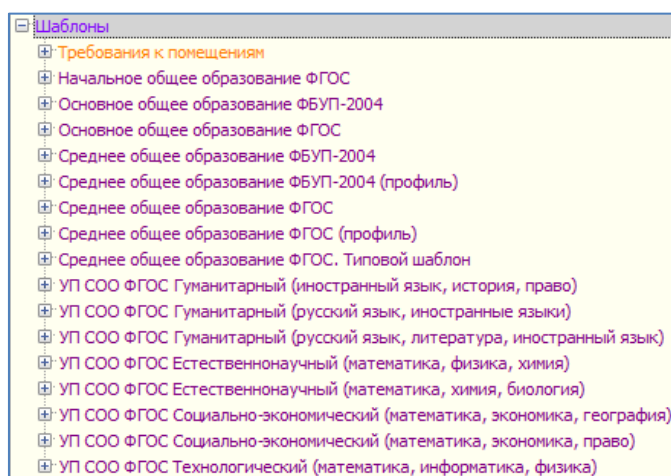 Шаблоны
Требования к помещениям
Начальное общее образование ФГОС
Основное общее образование ФБУП-2004
Основное общее образование ФГОС
Среднее общее образование ФБУП-2004
Среднее общее образование ФБУП-2004 (профиль)
Среднее общее образование ФГОС
Среднее общее образование ФГОС (профиль)
Среднее общее образование ФГОС. Типовой шаблон
УП СОО ФГОС Гуманитарный (иностранный язык, история, право)
УП СОО ФГОС Гуманитарный (русский язык, иностранные языки)
УП СОО ФГОС Гуманитарный (русский язык, литература, иностранный язык)
УП СОО ФГОС Естественнонаучный (математика, физика, химия)
УП СОО ФГОС Естественнонаучный (математика, химия, биология)
УП СОО ФГОС Социально-экономический (математика, экономика, география)
УП СОО ФГОС Социально-экономический (математика, экономика, право)
УП СОО ФГОС Технологический (математика, информатика, физика)